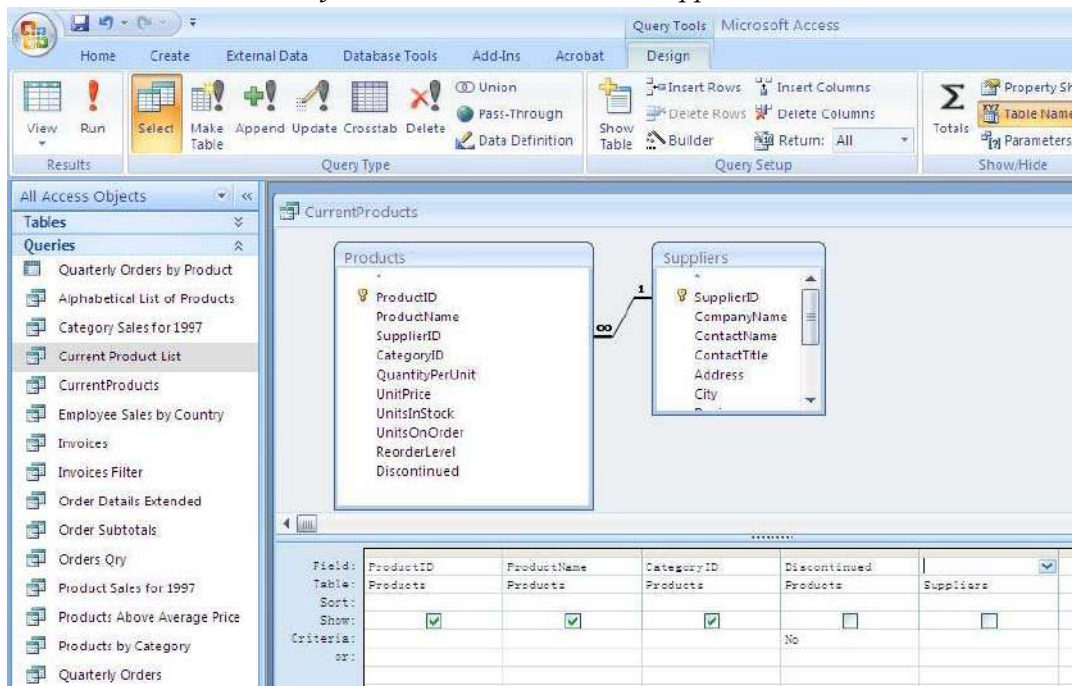 Query Tools Microsoft Access
Home Create External Data Database Tools Add-Ins Acrobat Design
View Run Select Make Table Append Update Crosstab Delete
Union
Pass-Through
Data Definition
Show Table
Insert Rows
Delete Rows
Builder
Insert Columns
Delete Columns
Return: All
Σ
Totals
Property Sh
XYZ Table Name
Parameters
Results Query Type Query Setup Show/Hide
All Access Objects
Tables
Queries
Quarterly Orders by Product
Alphabetical List of Products
Category Sales for 1997
Current Product List
CurrentProducts
Employee Sales by Country
Invoices
Invoices Filter
Order Details Extended
Order Subtotals
Orders Qry
Product Sales for 1997
Products Above Average Price
Products by Category
Quarterly Orders
CurrentProducts
Products
*
ProductID
ProductName
SupplierID
CategoryID
QuantityPerUnit
UnitPrice
UnitsInStock
UnitsOnOrder
ReorderLevel
Discontinued
∞ 1
Suppliers
*
SupplierID
CompanyName
ContactName
ContactTitle
Address
City
Field: ProductID ProductName CategoryID Discontinued
Table: Products Products Products Products Suppliers
Sort:
Show:
Criteria: No
or: